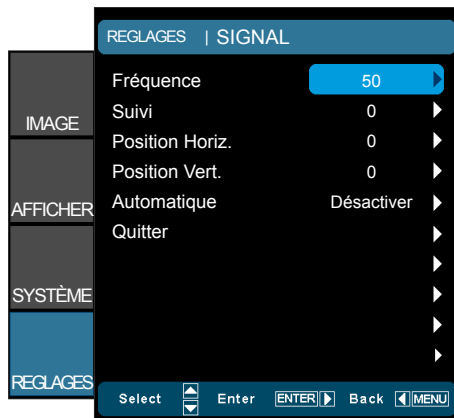 REGLAGES | SIGNAL
Fréquence 50
Suivi 0
Position Horiz. 0
Position Vert. 0
Automatique Désactiver
Quitter
IMAGE
AFFICHER
SYSTÈME
REGLAGES
Select Enter ENTER Back MENU